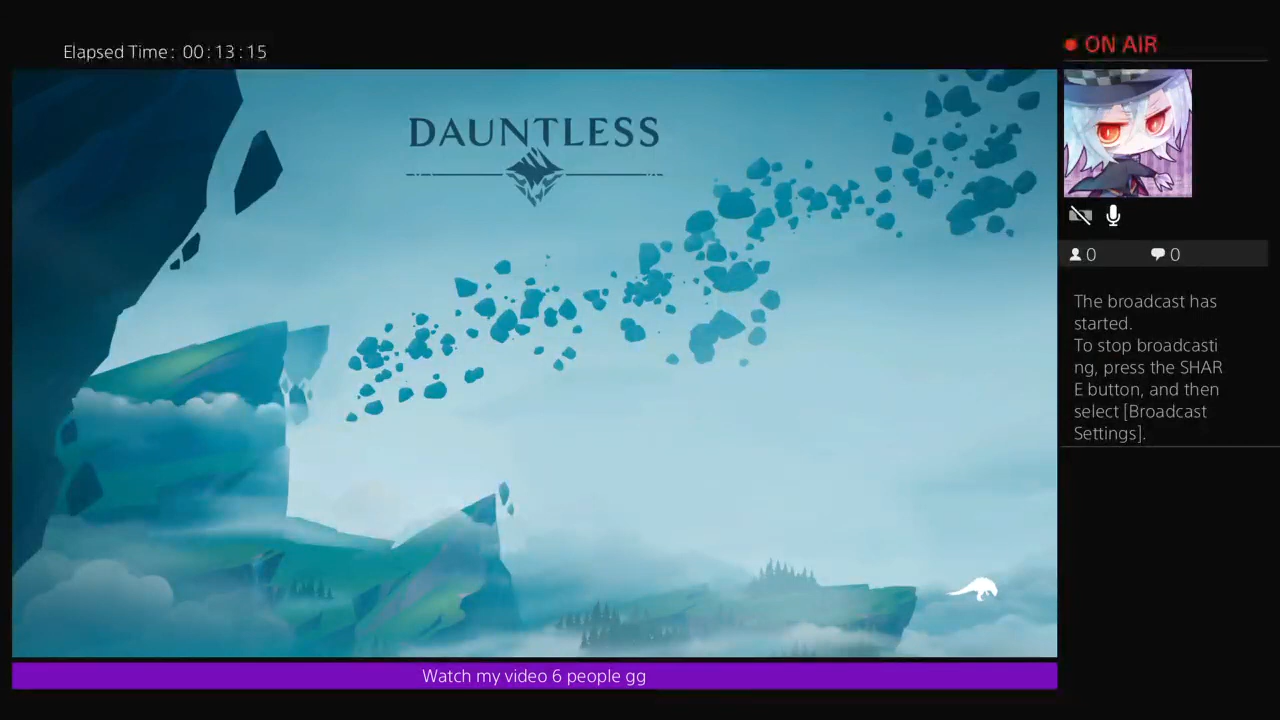 Elapsed Time: 00:13:15
ON AIR
DAUNTLESS
0 0
The broadcast has
started.
To stop broadcasti
ng, press the SHAR
E button, and then
select [Broadcast
Settings].
Watch my video 6 people gg